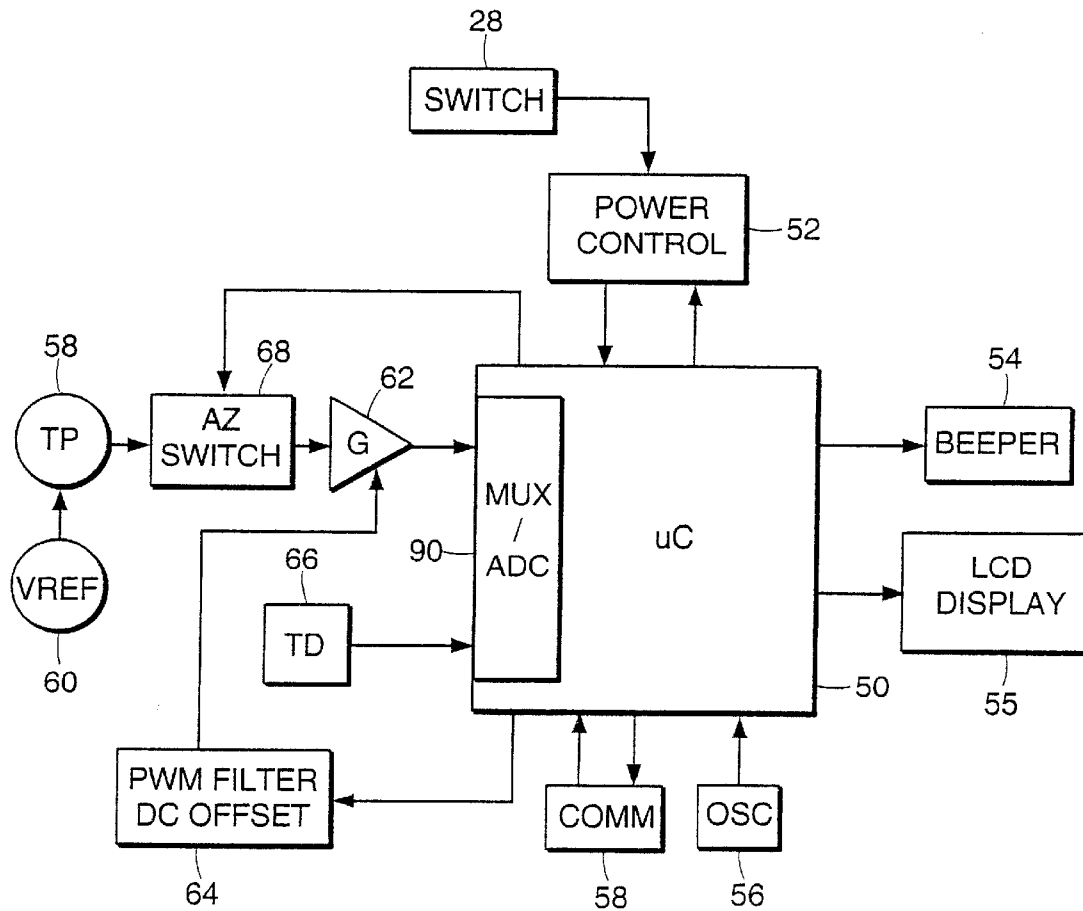 28
SWITCH
POWER
CONTROL
52
58
68
62
54
TP
AZ
SWITCH
G
BEEPER
MUX
ADC
90
uC
VREF
66
LCD
DISPLAY
TD
60
50
55
PWM FILTER
DC OFFSET
COMM
OSC
64
58
56